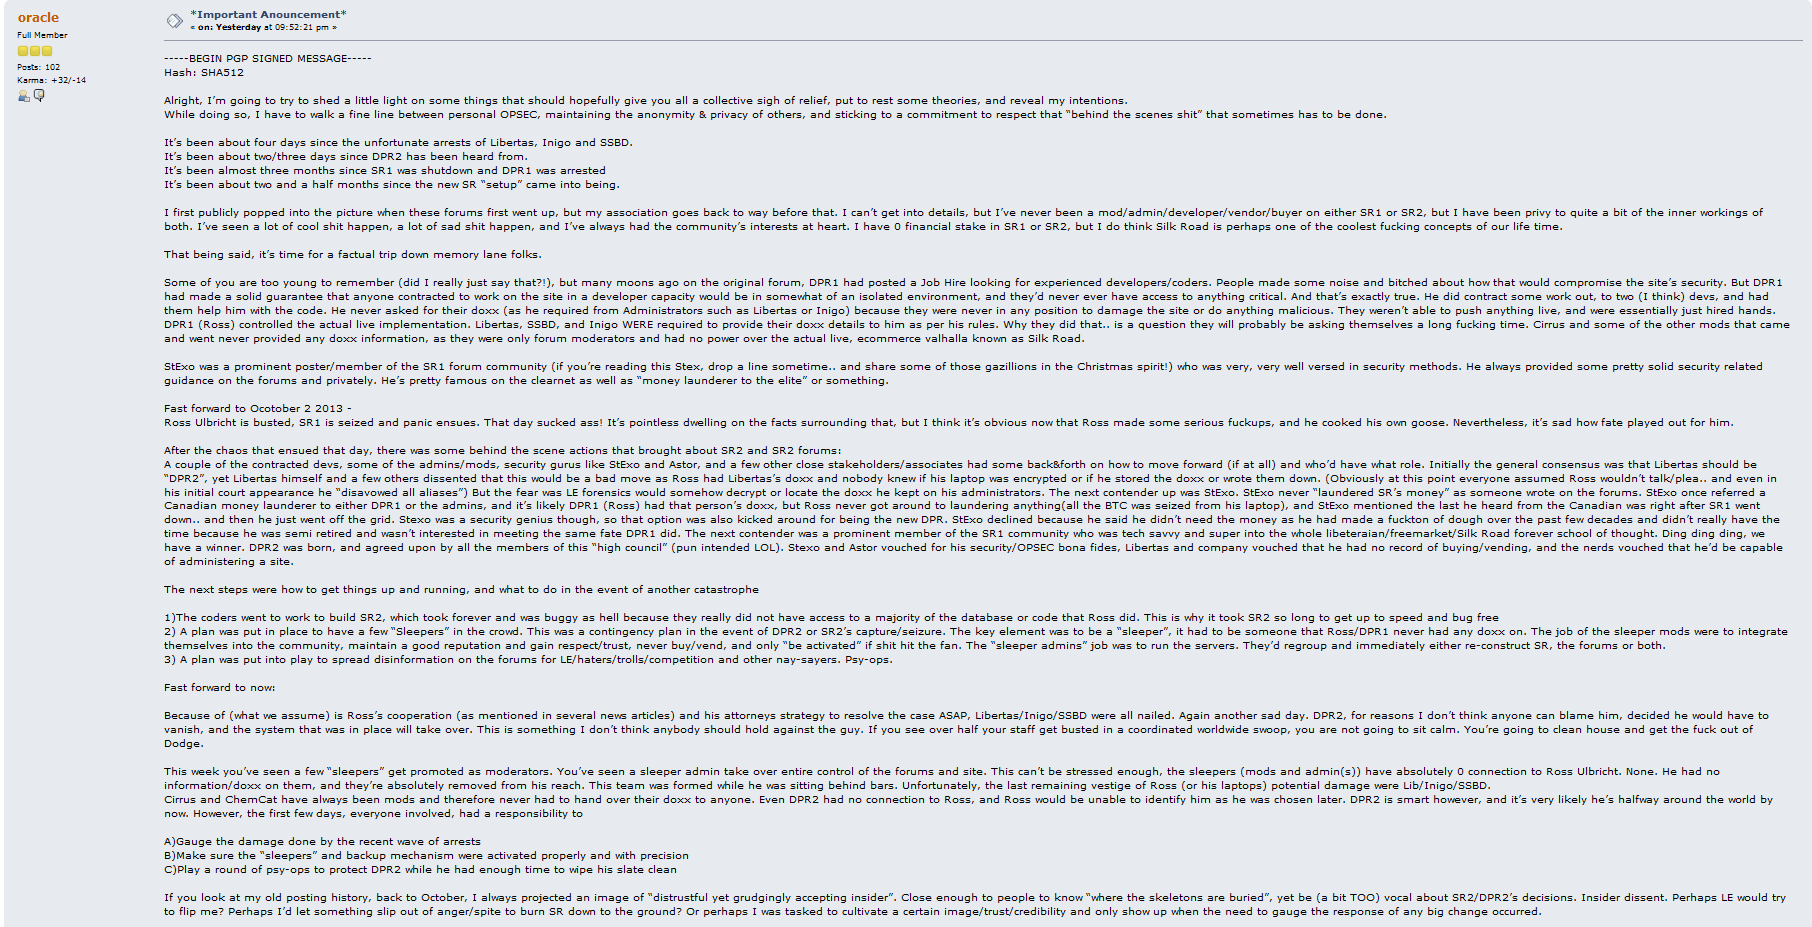 oracle
Full Member
Posts: 102
Karma: +32/-14
*Important Anouncement*
« on: Yesterday at 09:52:21 pm »
-----BEGIN PGP SIGNED MESSAGE-----
Hash: SHA512
Alright, I'm going to try to shed a little light on some things that should hopefully give you all a collective sigh of relief, put to rest some theories, and reveal my intentions.
While doing so, I have to walk a fine line between personal OPSEC, maintaining the anonymity & privacy of others, and sticking to a commitment to respect that “behind the scenes shit” that sometimes has to be done.
It's been about four days since the unfortunate arrests of Libertas, Inigo and SSBD.
It's been about two/three days since DPR2 has been heard from.
It's been almost three months since SR1 was shutdown and DPR1 was arrested
It's been about two and a half months since the new SR “setup” came into being.
I first publicly popped into the picture when these forums first went up, but my association goes back to way before that. I can't get into details, but I've never been a mod/admin/developer/vendor/buyer on either SR1 or SR2, but I have been privy to quite a bit of the inner workings of
both. I've seen a lot of cool shit happen, a lot of sad shit happen, and I've always had the community's interests at heart. I have 0 financial stake in SR1 or SR2, but I do think Silk Road is perhaps one of the coolest fucking concepts of our life time.
That being said, it's time for a factual trip down memory lane folks.
Some of you are too young to remember (did I really just say that?!), but many moons ago on the original forum, DPR1 had posted a Job Hire looking for experienced developers/coders. People made some noise and bitched about how that would compromise the site's security. But DPR1
had made a solid guarantee that anyone contracted to work on the site in a developer capacity would be in somewhat of an isolated environment, and they'd never ever have access to anything critical. And that's exactly true. He did contract some work out, to two (I think) devs, and had
them help him with the code. He never asked for their doxx (as he required from Administrators such as Libertas or Inigo) because they were never in any position to damage the site or do anything malicious. They weren't able to push anything live, and were essentially just hired hands.
DPR1 (Ross) controlled the actual live implementation. Libertas, SSBD, and Inigo WERE required to provide their doxx details to him as per his rules. Why they did that.. is a question they will probably be asking themselves a long fucking time. Cirrus and some of the other mods that came
and went never provided any doxx information, as they were only forum moderators and had no power over the actual live, ecommerce valhalla known as Silk Road.
StExo was a prominent poster/member of the SR1 forum community (if you're reading this Stex, drop a line sometime.. and share some of those gazillions in the Christmas spirit!) who was very, very well versed in security methods. He always provided some pretty solid security related
guidance on the forums and privately. He's pretty famous on the clearnet as well as “money launderer to the elite” or something.
Fast forward to Ocotober 2 2013 -
Ross Ulbricht is busted, SR1 is seized and panic ensues. That day sucked ass! It's pointless dwelling on the facts surrounding that, but I think it's obvious now that Ross made some serious fuckups, and he cooked his own goose. Nevertheless, it's sad how fate played out for him.
After the chaos that ensued that day, there was some behind the scene actions that brought about SR2 and SR2 forums:
A couple of the contracted devs, some of the admins/mods, security gurus like StExo and Astor, and a few other close stakeholders/associates had some back&forth on how to move forward (if at all) and who'd have what role. Initially the general consensus was that Libertas should be
“DPR2”, yet Libertas himself and a few others dissented that this would be a bad move as Ross had Libertas's doxx and nobody knew if his laptop was encrypted or if he stored the doxx or wrote them down. (Obviously at this point everyone assumed Ross wouldn't talk/plea.. and even in
his initial court appearance he “disavowed all aliases”) But the fear was LE forensics would somehow decrypt or locate the doxx he kept on his administrators. The next contender up was StExo. StExo never “laundered SR's money” as someone wrote on the forums. StExo once referred a
Canadian money launderer to either DPR1 or the admins, and it's likely DPR1 (Ross) had that person's doxx, but Ross never got around to laundering anything(all the BTC was seized from his laptop), and StExo mentioned the last he heard from the Canadian was right after SR1 went
down.. and then he just went off the grid. Stexo was a security genius though, so that option was also kicked around for being the new DPR. StExo declined because he said he didn't need the money as he had made a fuckton of dough over the past few decades and didn't really have the
time because he was semi retired and wasn't interested in meeting the same fate DPR1 did. The next contender was a prominent member of the SR1 community who was tech savvy and super into the whole libeteraian/freemarket/Silk Road forever school of thought. Ding ding ding, we
have a winner. DPR2 was born, and agreed upon by all the members of this “high council” (pun intended LOL). Stexo and Astor vouched for his security/OPSEC bona fides, Libertas and company vouched that he had no record of buying/vending, and the nerds vouched that he'd be capable
of administering a site.
The next steps were how to get things up and running, and what to do in the event of another catastrophe
1)The coders went to work to build SR2, which took forever and was buggy as hell because they really did not have access to a majority of the database or code that Ross did. This is why it took SR2 so long to get up to speed and bug free
2) A plan was put in place to have a few “Sleepers” in the crowd. This was a contingency plan in the event of DPR2 or SR2's capture/seizure. The key element was to be a “sleeper”, it had to be someone that Ross/DPR1 never had any doxx on. The job of the sleeper mods were to integrate
themselves into the community, maintain a good reputation and gain respect/trust, never buy/vend, and only “be activated” if shit hit the fan. The “sleeper admins” job was to run the servers. They'd regroup and immediately either re-construct SR, the forums or both.
3) A plan was put into play to spread disinformation on the forums for LE/haters/trolls/competition and other nay-sayers. Psy-ops.
Fast forward to now:
Because of (what we assume) is Ross's cooperation (as mentioned in several news articles) and his attorneys strategy to resolve the case ASAP, Libertas/Inigo/SSBD were all nailed. Again another sad day. DPR2, for reasons I don't think anyone can blame him, decided he would have to
vanish, and the system that was in place will take over. This is something I don't think anybody should hold against the guy. If you see over half your staff get busted in a coordinated worldwide swoop, you are not going to sit calm. You're going to clean house and get the fuck out of
Dodge.
This week you've seen a few “sleepers” get promoted as moderators. You've seen a sleeper admin take over entire control of the forums and site. This can't be stressed enough, the sleepers (mods and admin(s)) have absolutely 0 connection to Ross Ulbricht. None. He had no
information/doxx on them, and they're absolutely removed from his reach. This team was formed while he was sitting behind bars. Unfortunately, the last remaining vestige of Ross (or his laptops) potential damage were Lib/Inigo/SSBD.
Cirrus and ChemCat have always been mods and therefore never had to hand over their doxx to anyone. Even DPR2 had no connection to Ross, and Ross would be unable to identify him as he was chosen later. DPR2 is smart however, and it's very likely he's halfway around the world by
now. However, the first few days, everyone involved, had a responsibility to
A)Gauge the damage done by the recent wave of arrests
B)Make sure the “sleepers” and backup mechanism were activated properly and with precision
C)Play a round of psy-ops to protect DPR2 while he had enough time to wipe his slate clean
If you look at my old posting history, back to October, I always projected an image of “distrustful yet grudgingly accepting insider”. Close enough to people to know “where the skeletons are buried”, yet be (a bit TOO) vocal about SR2/DPR2's decisions. Insider dissent. Perhaps LE would try
to flip me? Perhaps I'd let something slip out of anger/spite to burn SR down to the ground? Or perhaps I was tasked to cultivate a certain image/trust/credibility and only show up when the need to gauge the response of any big change occurred.